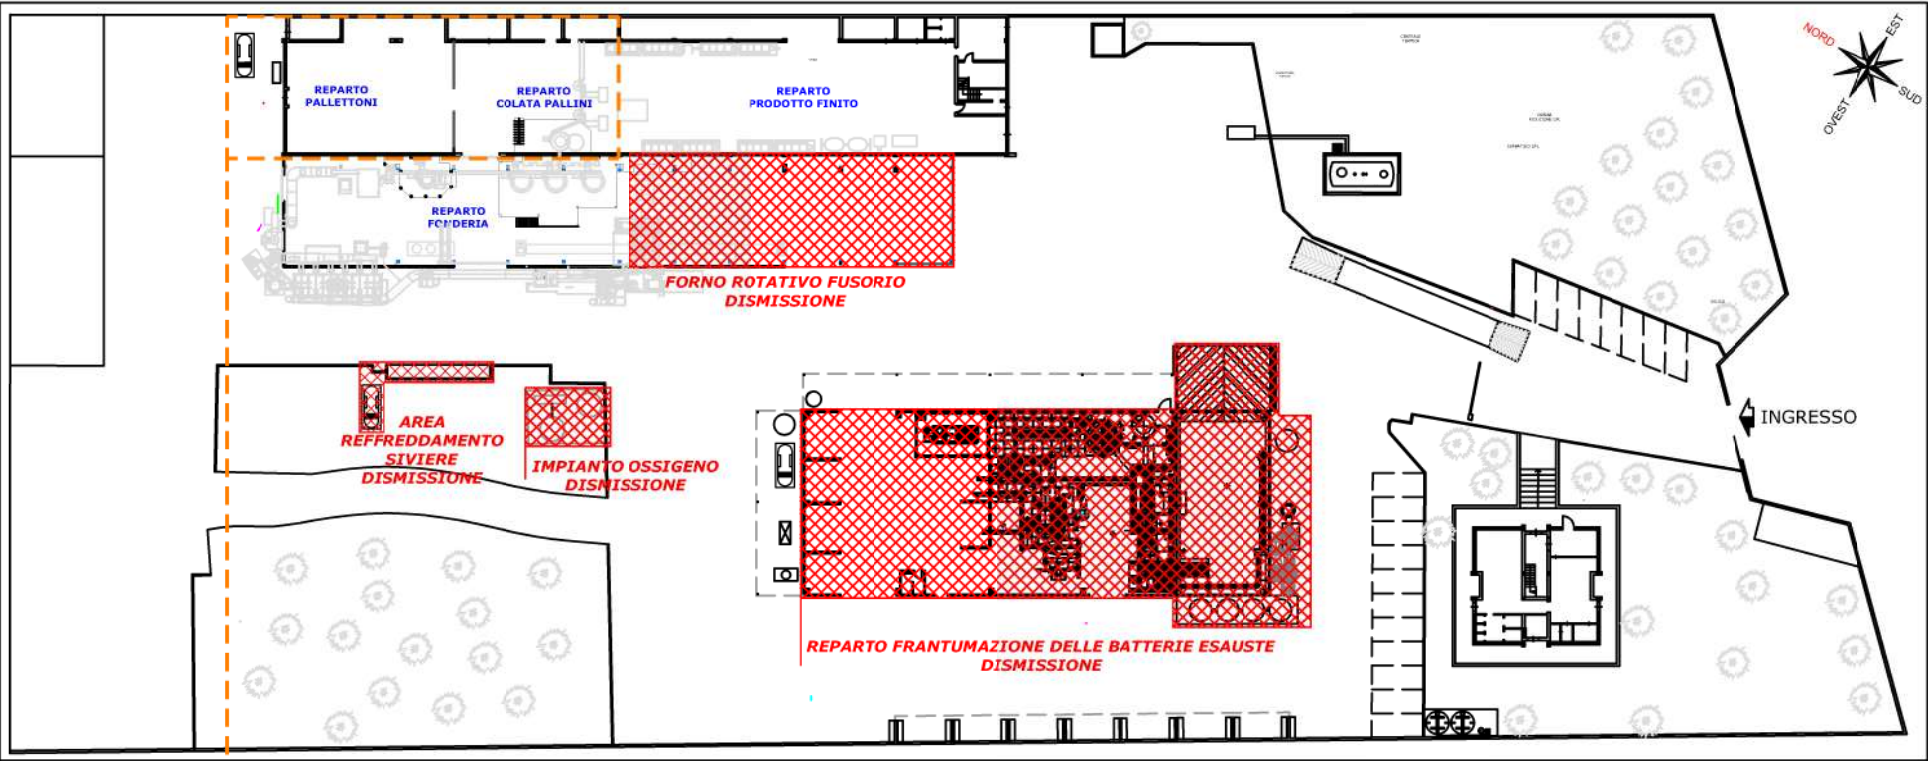 NORD
EST
SUD
OVEST
REPARTO
PALLETTONI
REPARTO
COLATA PALLINI
REPARTO
PRODOTTO FINITO
REPARTO
FONDERIA
FORNO ROTATIVO FUSORIO
DISMISSIONE
INGRESSO
AREA
REFFREDDAMENTO
SIVIERE
DISMISSIONE
IMPIANTO OSSIGENO
DISMISSIONE
REPARTO FRANTUMAZIONE DELLE BATTERIE ESAUSTE
DISMISSIONE